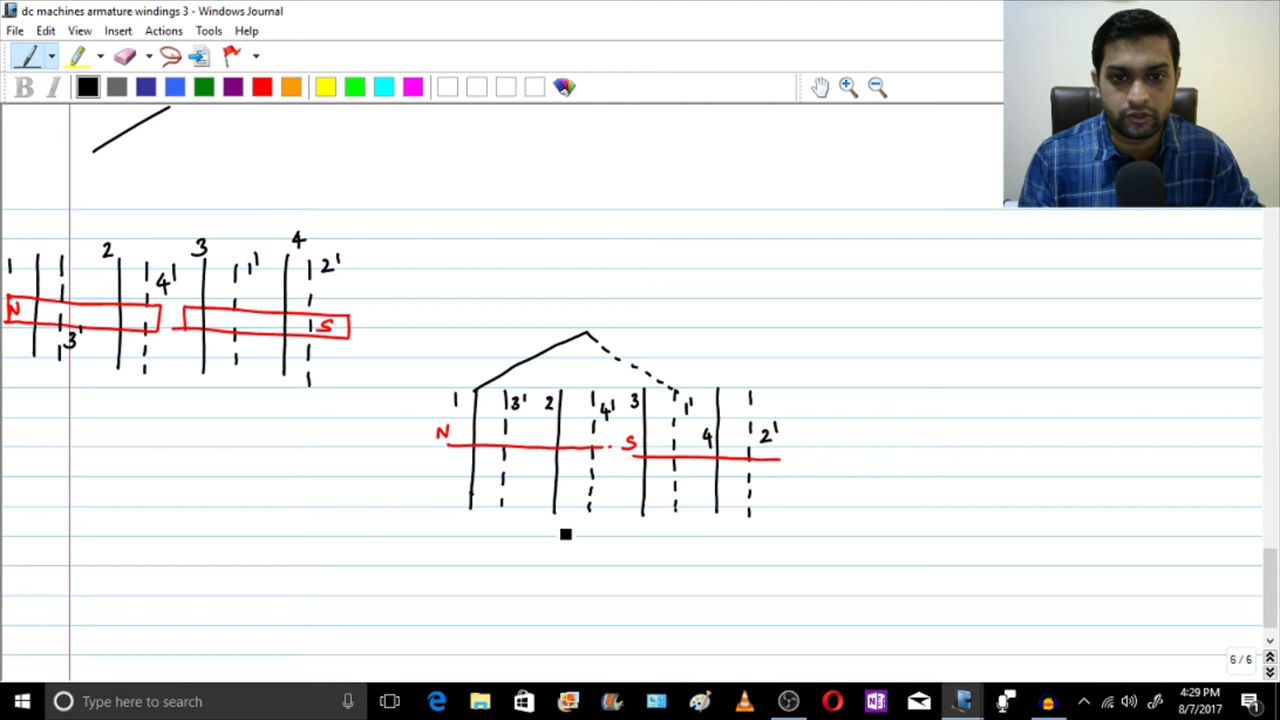 dc machines armature windings 3 - Windows Journal
File Edit View Insert Actions Tools Help
B I
1 2 4' 3 1' 4 2'
N S
3'
1 3' 2 4' 3 1' 4 2'
N S
6 / 6
Type here to search
4:29 PM
8/7/2017